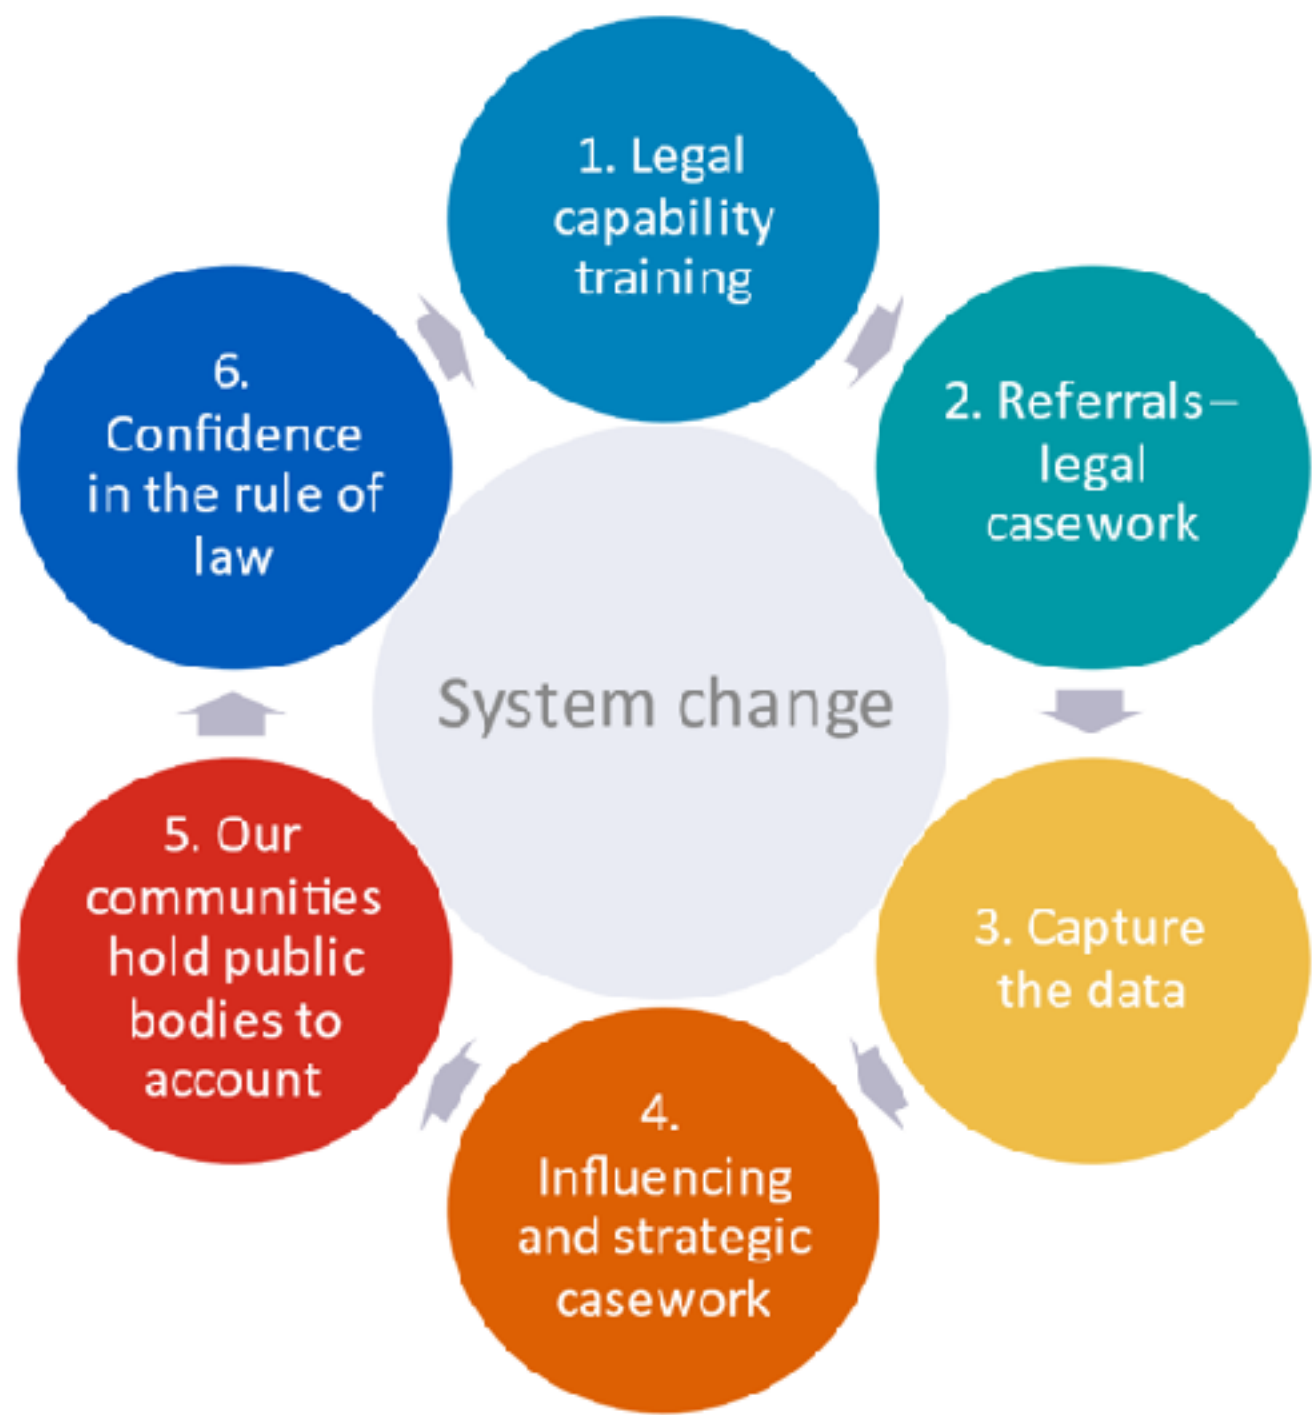 1. Legal
capability
training
2. Referrals –
legal
casework
3. Capture
the data
4.
Influencing
and strategic
casework
5. Our
communities
hold public
bodies to
account
6.
Confidence
in the rule of
law
System change